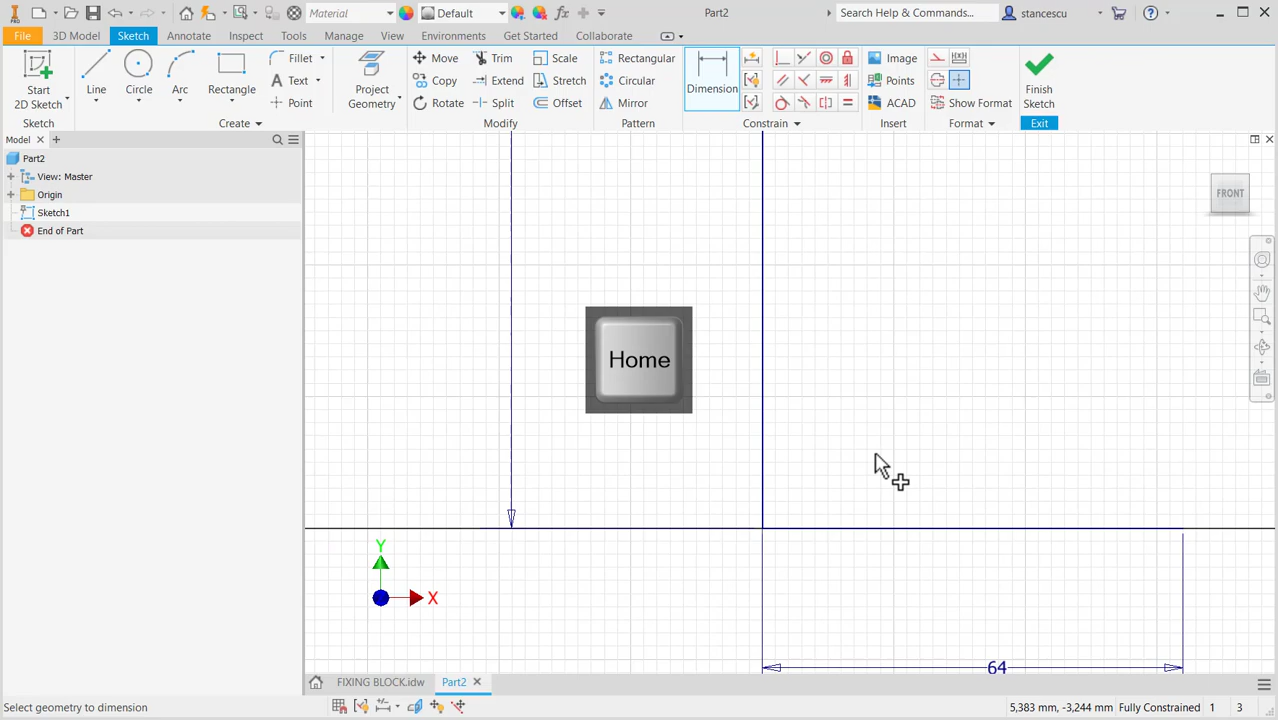 Material
Default
fx
Part2
Search Help & Commands...
stancescu
PRO
File
3D Model
Sketch
Annotate
Inspect
Tools
Manage
View
Environments
Get Started
Collaborate
Start
2D Sketch
Line
Circle
Arc
Rectangle
Fillet
Text
Point
Project
Geometry
Move
Copy
Rotate
Trim
Extend
Split
Scale
Stretch
Offset
Rectangular
Circular
Mirror
Dimension
Image
Points
ACAD
Show Format
Finish
Sketch
Sketch
Create
Modify
Pattern
Constrain
Insert
Format
Exit
Model
Part2
View: Master
Origin
Sketch1
End of Part
FRONT
Home
Y
X
64
FIXING BLOCK.idw
Part2
Select geometry to dimension
5,383 mm, -3,244 mm
Fully Constrained
1
3